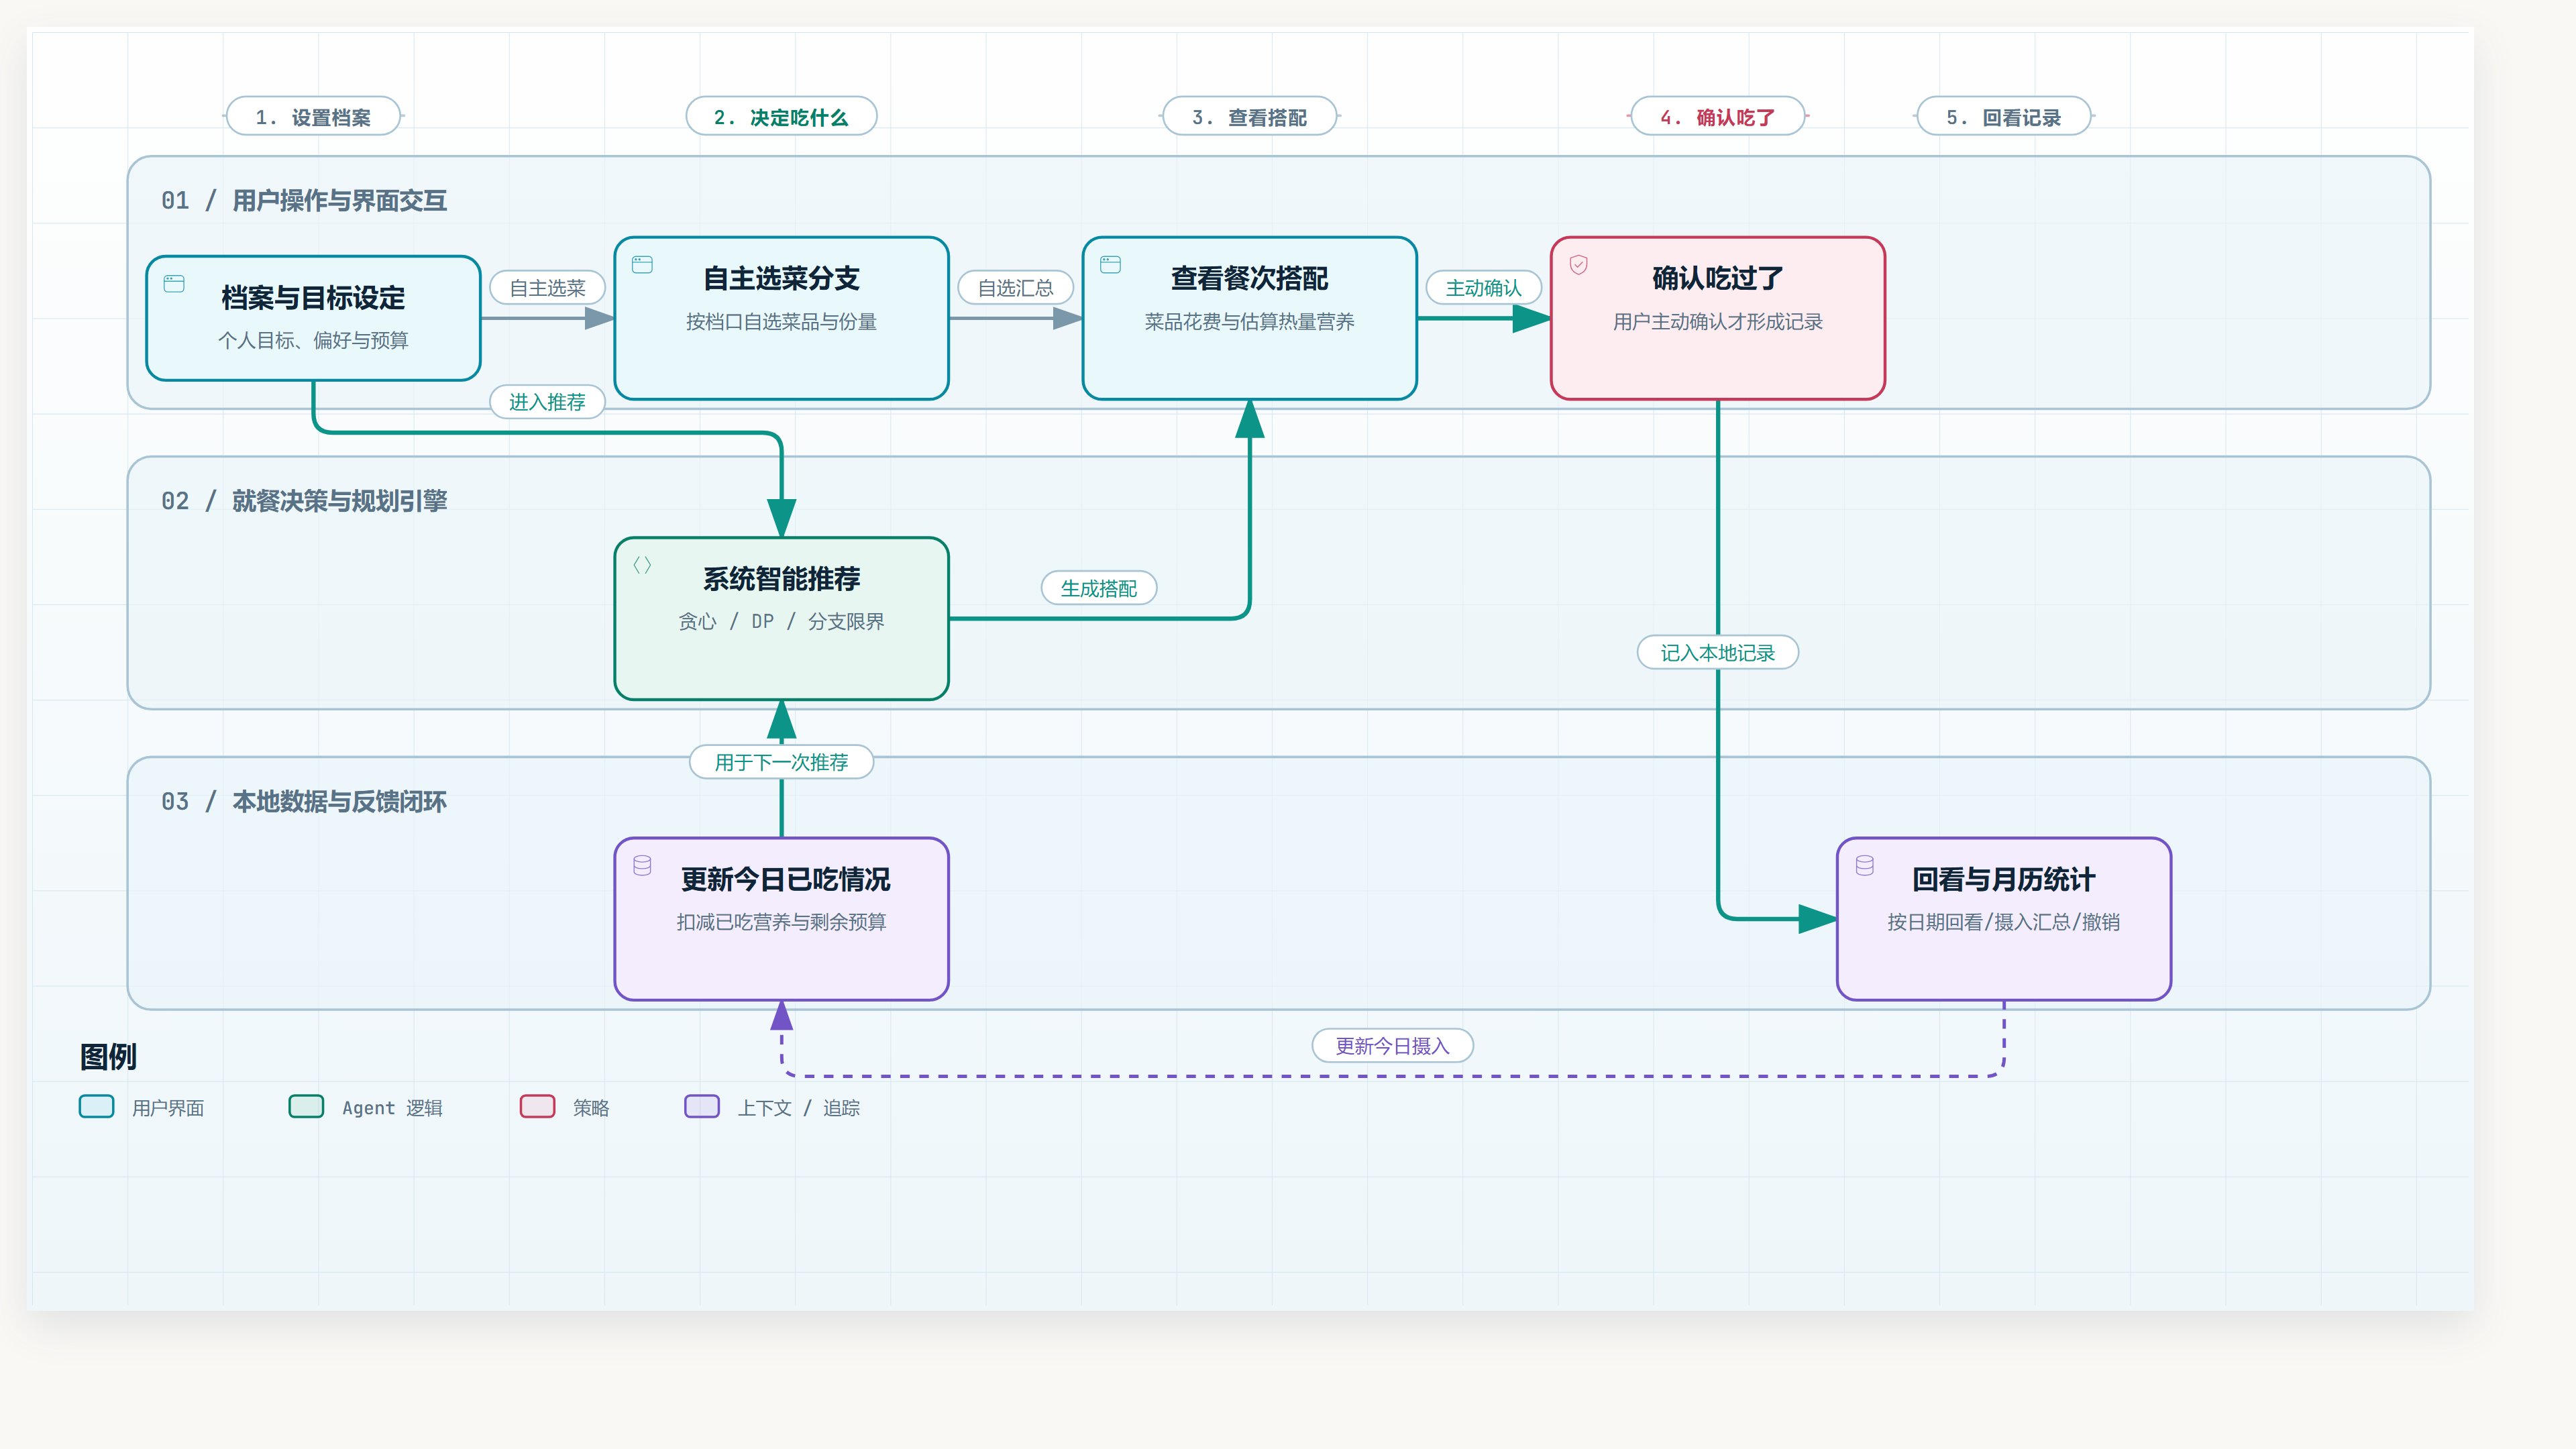 1. 设置档案
2. 决定吃什么
3. 查看搭配
4. 确认吃了
5. 回看记录
01 / 用户操作与界面交互
档案与目标设定
个人目标、偏好与预算
自主选菜
自主选菜分支
按档口自选菜品与份量
自选汇总
查看餐次搭配
菜品花费与估算热量营养
主动确认
确认吃过了
用户主动确认才形成记录
进入推荐
02 / 就餐决策与规划引擎
系统智能推荐
贪心 / DP / 分支限界
生成搭配
记入本地记录
用于下一次推荐
03 / 本地数据与反馈闭环
更新今日已吃情况
扣减已吃营养与剩余预算
回看与月历统计
按日期回看/摄入汇总/撤销
更新今日摄入
图例
用户界面
Agent 逻辑
策略
上下文 / 追踪